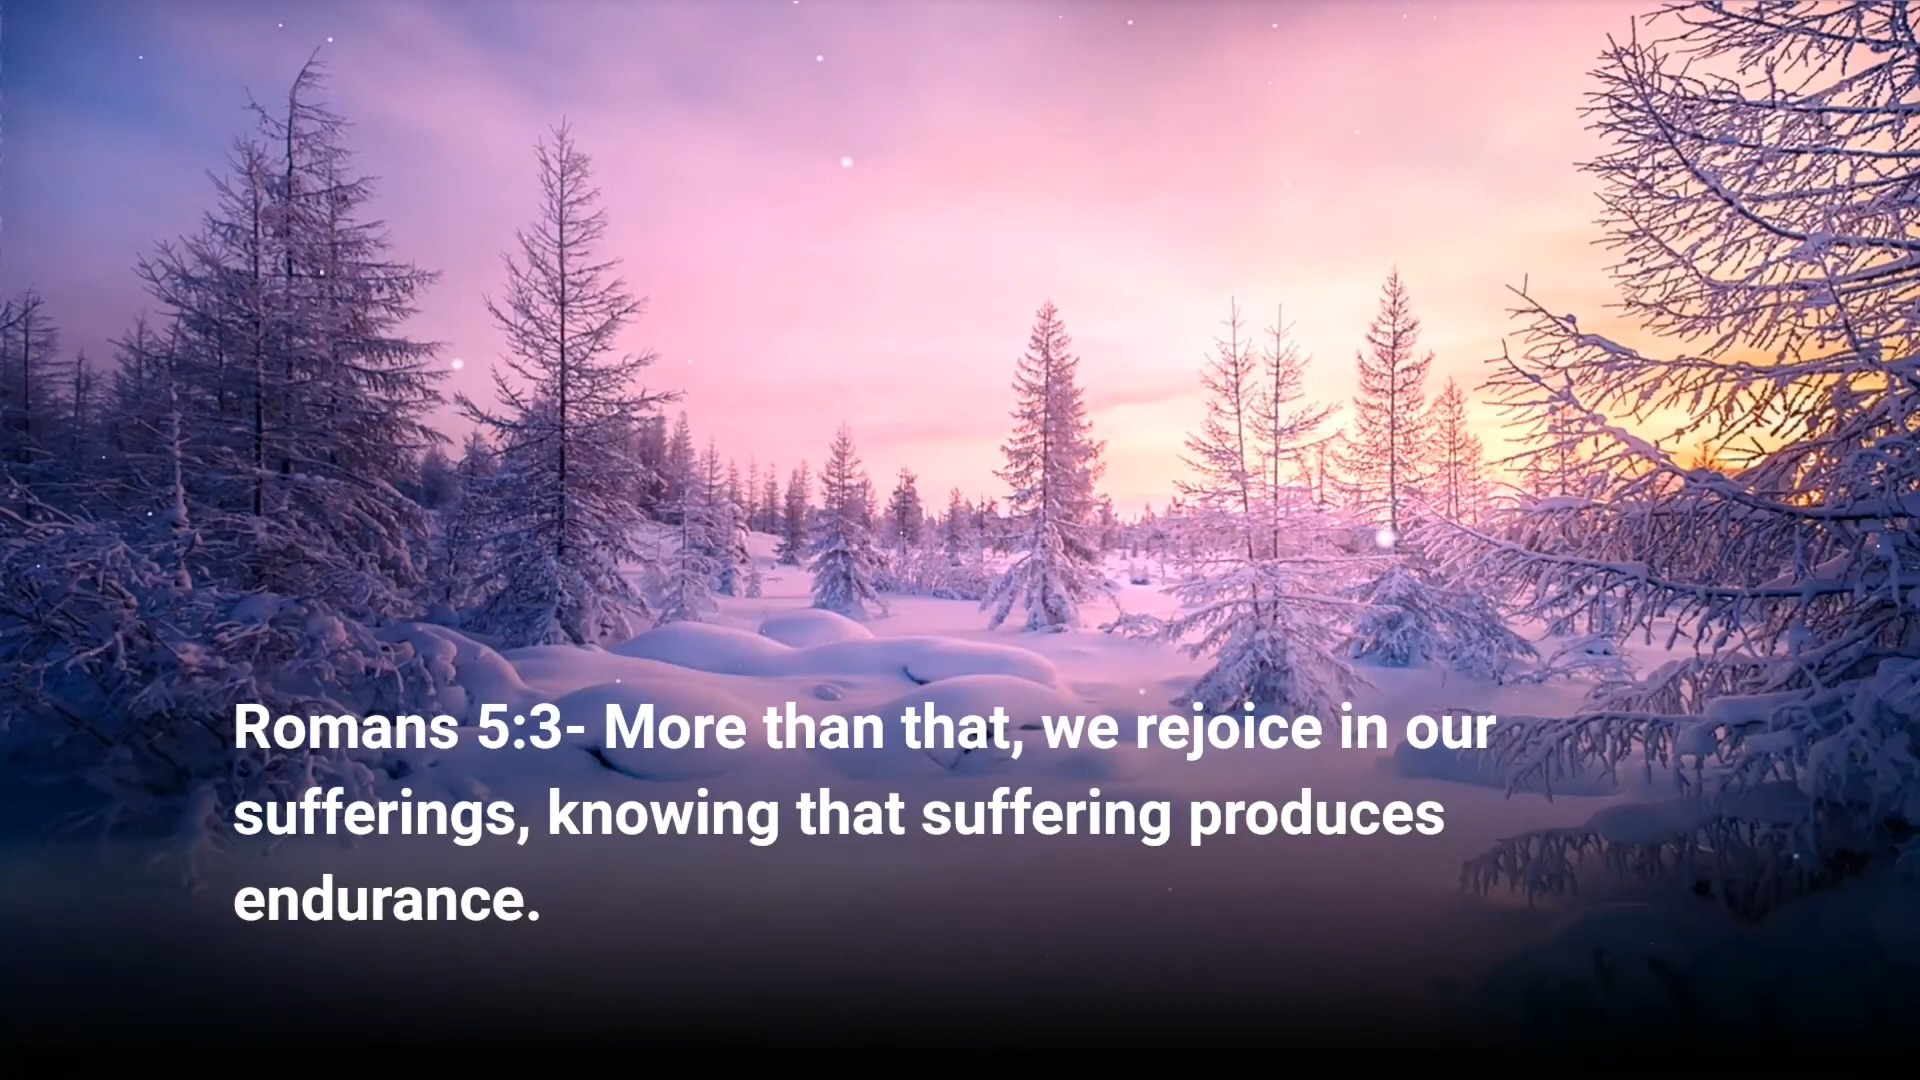 Romans 5:3- More than that, we rejoice in our
sufferings, knowing that suffering produces
endurance.